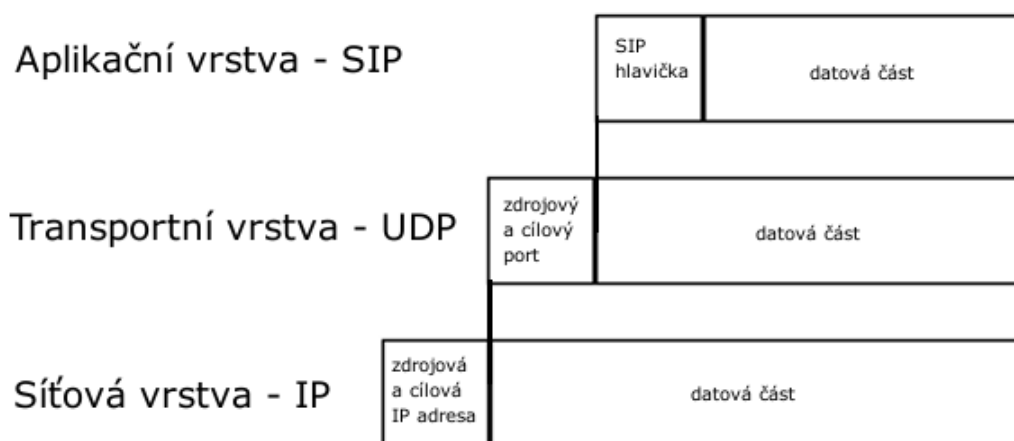 Aplikační vrstva - SIP
SIP
hlavička
datová část
Transportní vrstva - UDP
zdrojový
a cílový
port
datová část
Síťová vrstva - IP
zdrojová
a cílová
IP adresa
datová část